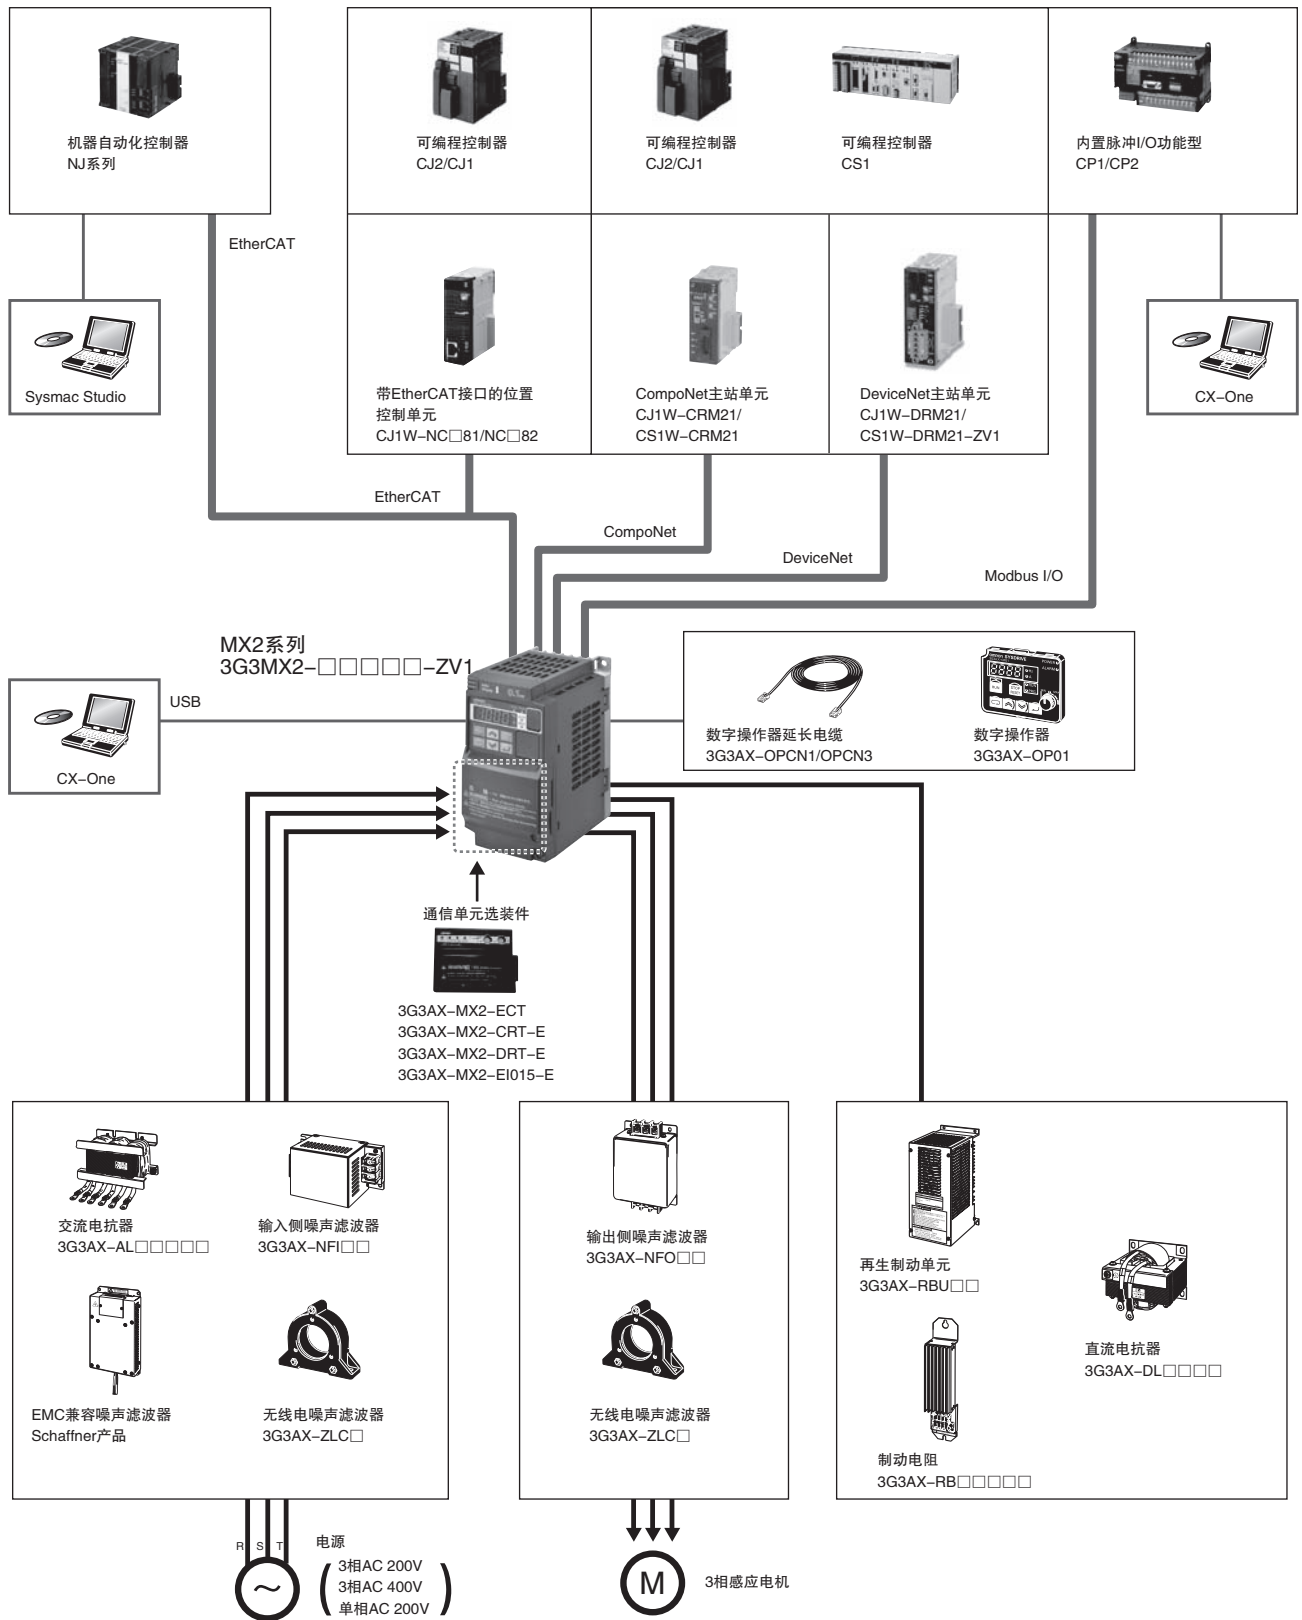 机器自动化控制器
NJ系列
可编程控制器
CJ2/CJ1
可编程控制器
CJ2/CJ1
可编程控制器
CS1
内置脉冲I/O功能型
CP1/CP2
EtherCAT
Sysmac Studio
带EtherCAT接口的位置
控制单元
CJ1W-NC□81/NC□82
CompoNet主站单元
CJ1W-CRM21/
CS1W-CRM21
DeviceNet主站单元
CJ1W-DRM21/
CS1W-DRM21-ZV1
CX-One
EtherCAT
CompoNet
DeviceNet
Modbus I/O
MX2系列
3G3MX2-□□□□□-ZV1
USB
CX-One
数字操作器延长电缆
3G3AX-OPCN1/OPCN3
数字操作器
3G3AX-OP01
通信单元选装件
3G3AX-MX2-ECT
3G3AX-MX2-CRT-E
3G3AX-MX2-DRT-E
3G3AX-MX2-EI015-E
交流电抗器
3G3AX-AL□□□□□
输入侧噪声滤波器
3G3AX-NFI□□
EMC兼容噪声滤波器
Schaffner产品
无线电噪声滤波器
3G3AX-ZLC□
输出侧噪声滤波器
3G3AX-NFO□□
无线电噪声滤波器
3G3AX-ZLC□
再生制动单元
3G3AX-RBU□□
直流电抗器
3G3AX-DL□□□□
制动电阻
3G3AX-RB□□□□□
R S T
电源
3相AC 200V
3相AC 400V
单相AC 200V
M
3相感应电机